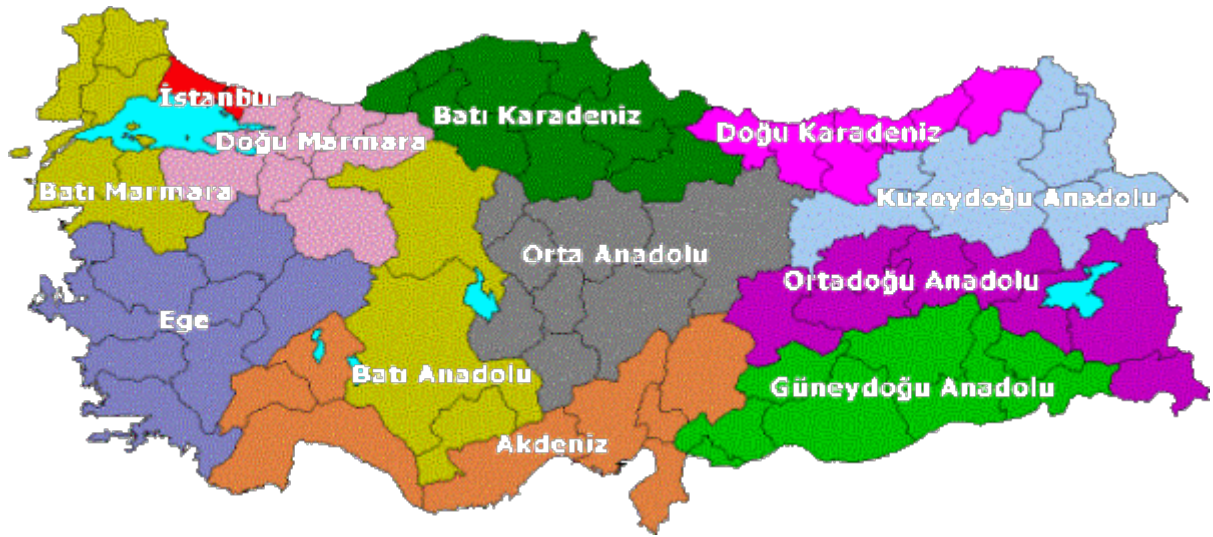 İstanbul
Batı Karadeniz
Doğu Karadeniz
Doğu Marmara
Batı Marmara
Kuzeydoğu Anadolu
Orta Anadolu
Ortadoğu Anadolu
Ege
Batı Anadolu
Güneydoğu Anadolu
Akdeniz